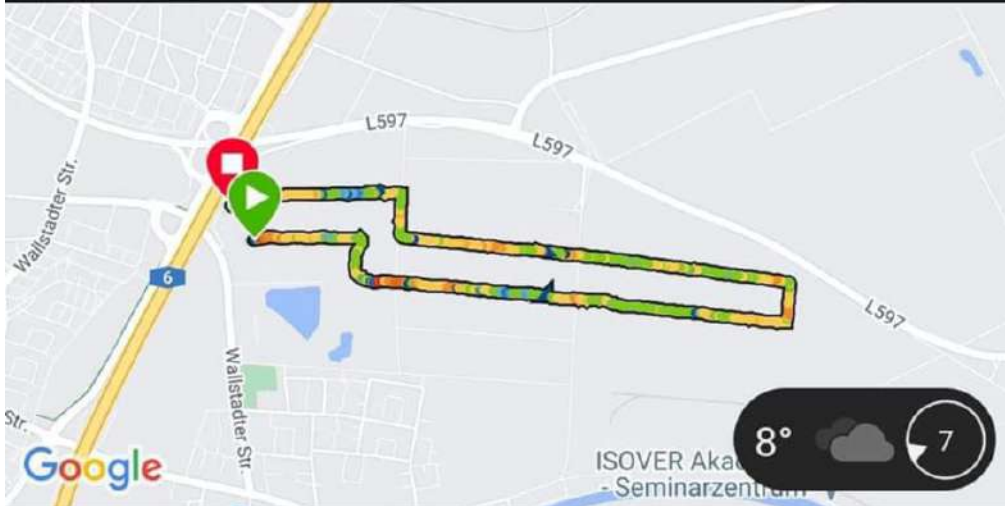 L597
L597
L597
Wallstadter Str.
6
Wallstadter Str
Str.
8°
7
ISOVER Aka
- Seminarzentrum
Google